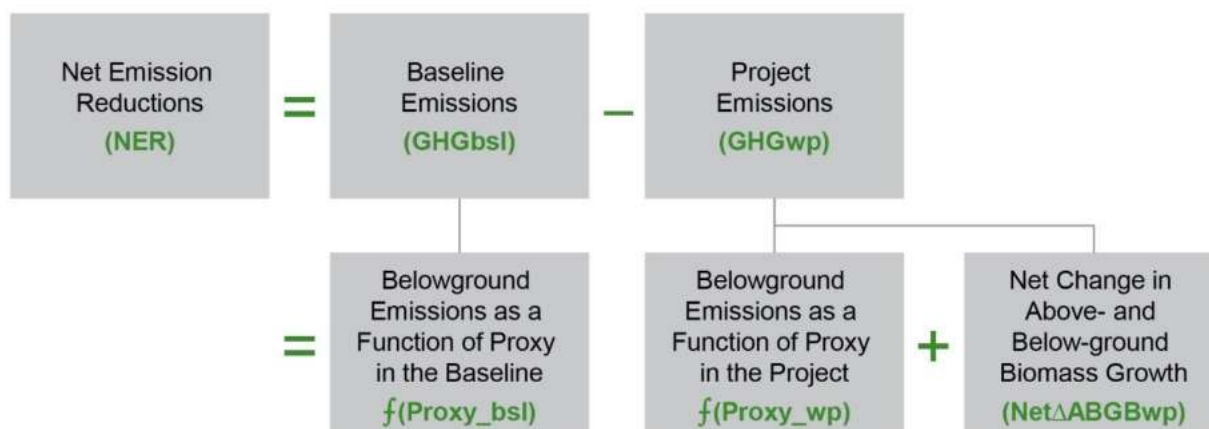 Net Emission
Reductions
(NER)
=
Baseline
Emissions
(GHGbsl)
–
Project
Emissions
(GHGwp)
=
Belowground
Emissions as a
Function of Proxy
in the Baseline
⨍(Proxy_bsl)
Belowground
Emissions as a
Function of Proxy
in the Project
⨍(Proxy_wp)
+
Net Change in
Above- and
Below-ground
Biomass Growth
(Net∆ABGBwp)